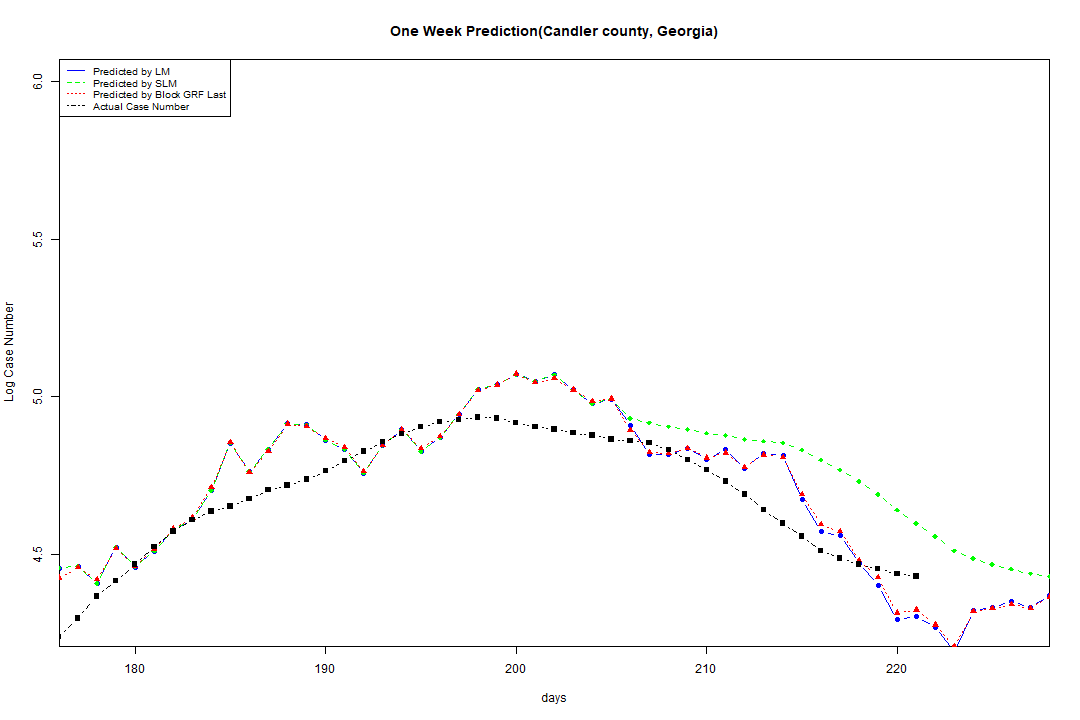 One Week Prediction(Candler county, Georgia)
Predicted by LM
Predicted by SLM
Predicted by Block GRF Last
Actual Case Number
6.0
5.5
5.0
4.5
Log Case Number
180 190 200 210 220
days